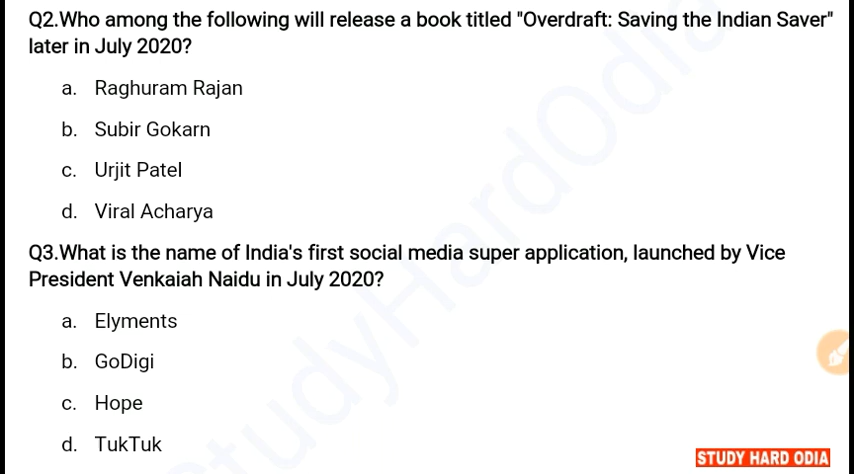 Q2.Who among the following will release a book titled "Overdraft: Saving the Indian Saver"
later in July 2020?
a. Raghuram Rajan
b. Subir Gokarn
c. Urjit Patel
d. Viral Acharya
Q3.What is the name of India's first social media super application, launched by Vice
President Venkaiah Naidu in July 2020?
a. Elyments
b. GoDigi
c. Hope
d. TukTuk
STUDY HARD ODIA
StudyHardOdia